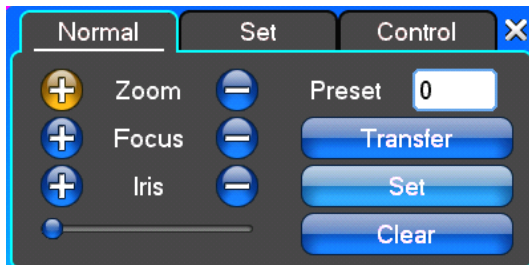 Normal Set Control
Zoom Preset 0
Focus Transfer
Iris Set
Clear